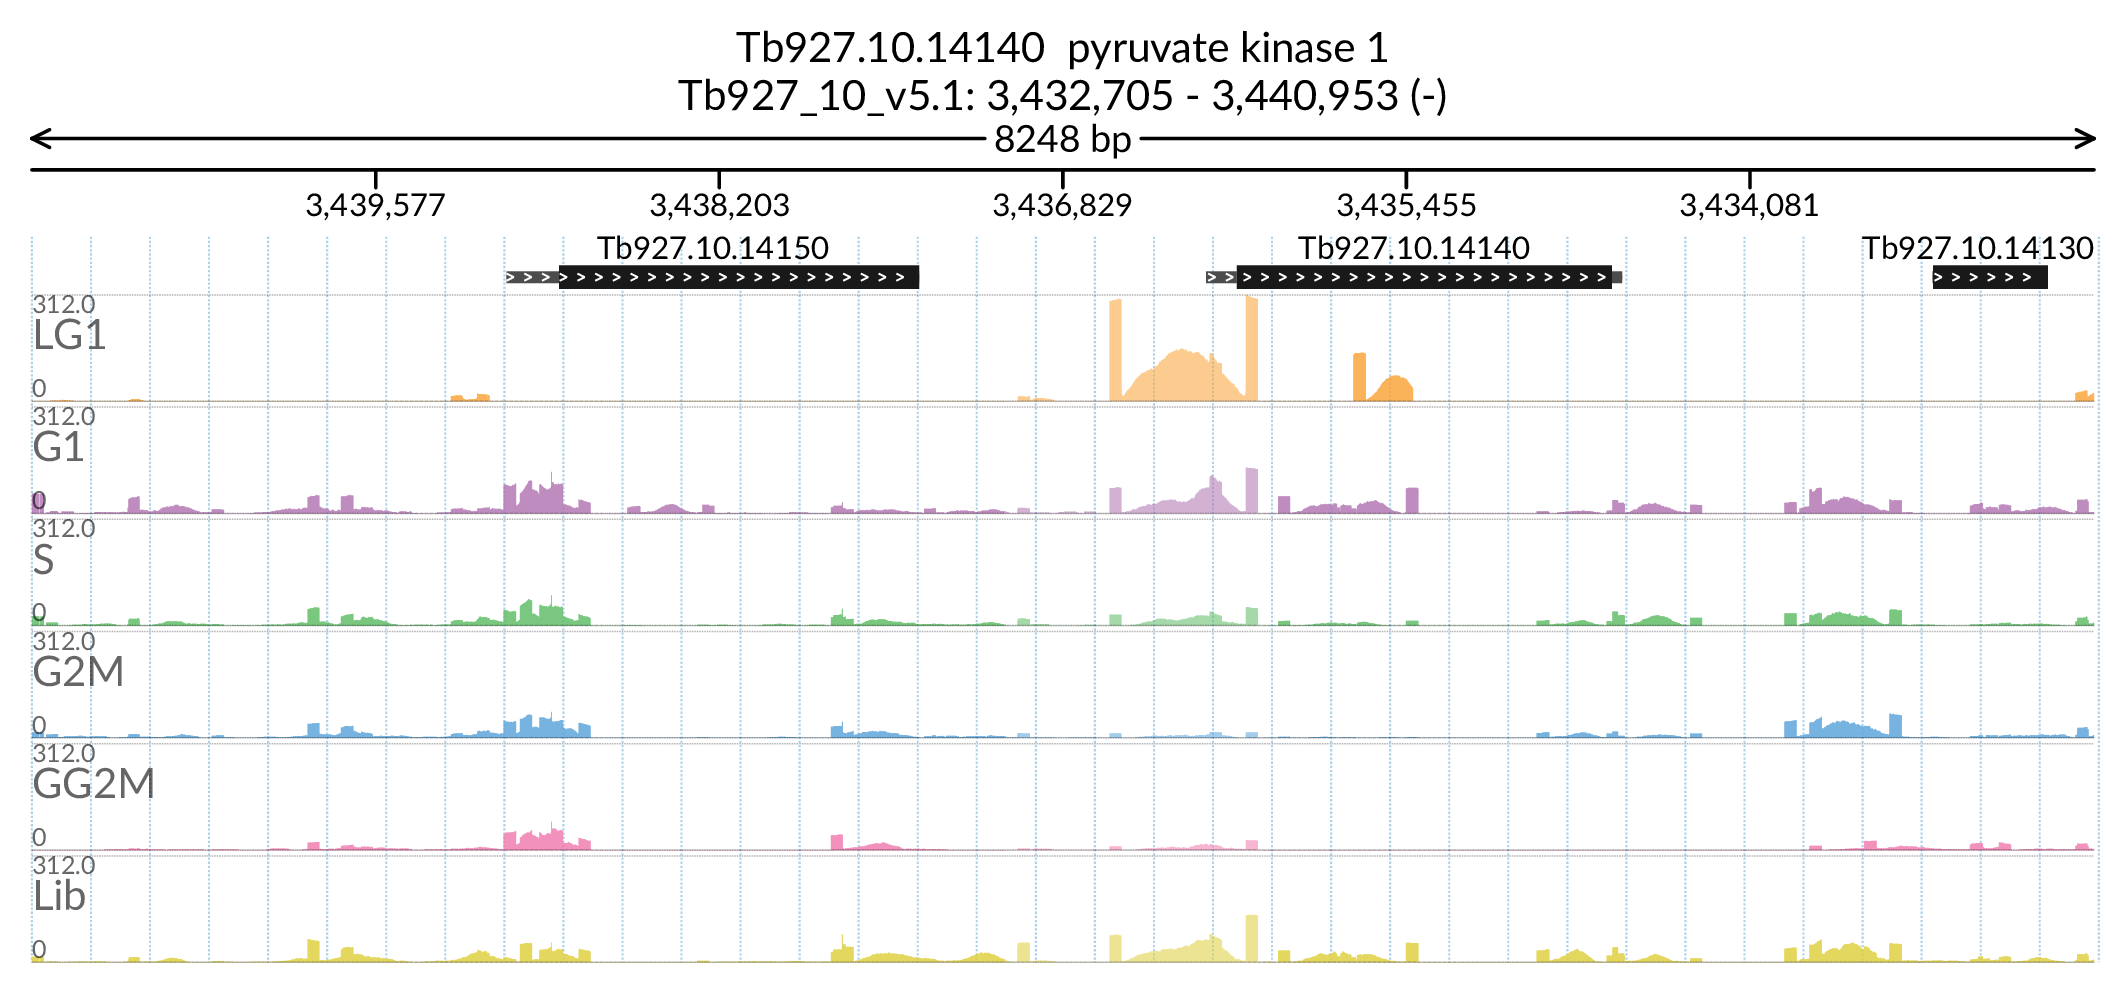 Tb927.10.14140 pyruvate kinase 1
Tb927_10_v5.1: 3,432,705 - 3,440,953 (-)
8248 bp
3,439,577 3,438,203 3,436,829 3,435,455 3,434,081
Tb927.10.14150 Tb927.10.14140 Tb927.10.14130
312.0
LG1
0
312.0
G1
0
312.0
S
0
312.0
G2M
0
312.0
GG2M
0
312.0
Lib
0